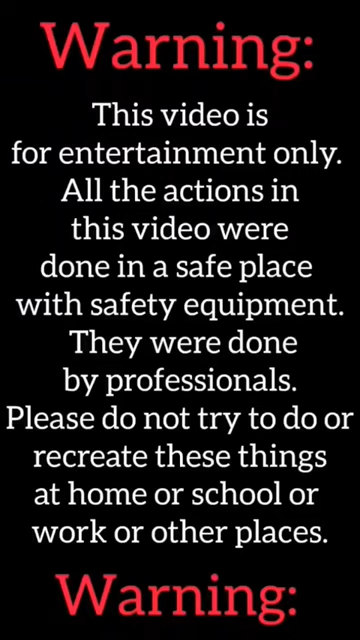 Warning:
This video is
for entertainment only.
All the actions in
this video were
done in a safe place
with safety equipment.
They were done
by professionals.
Please do not try to do or
recreate these things
at home or school or
work or other places.
Warning: